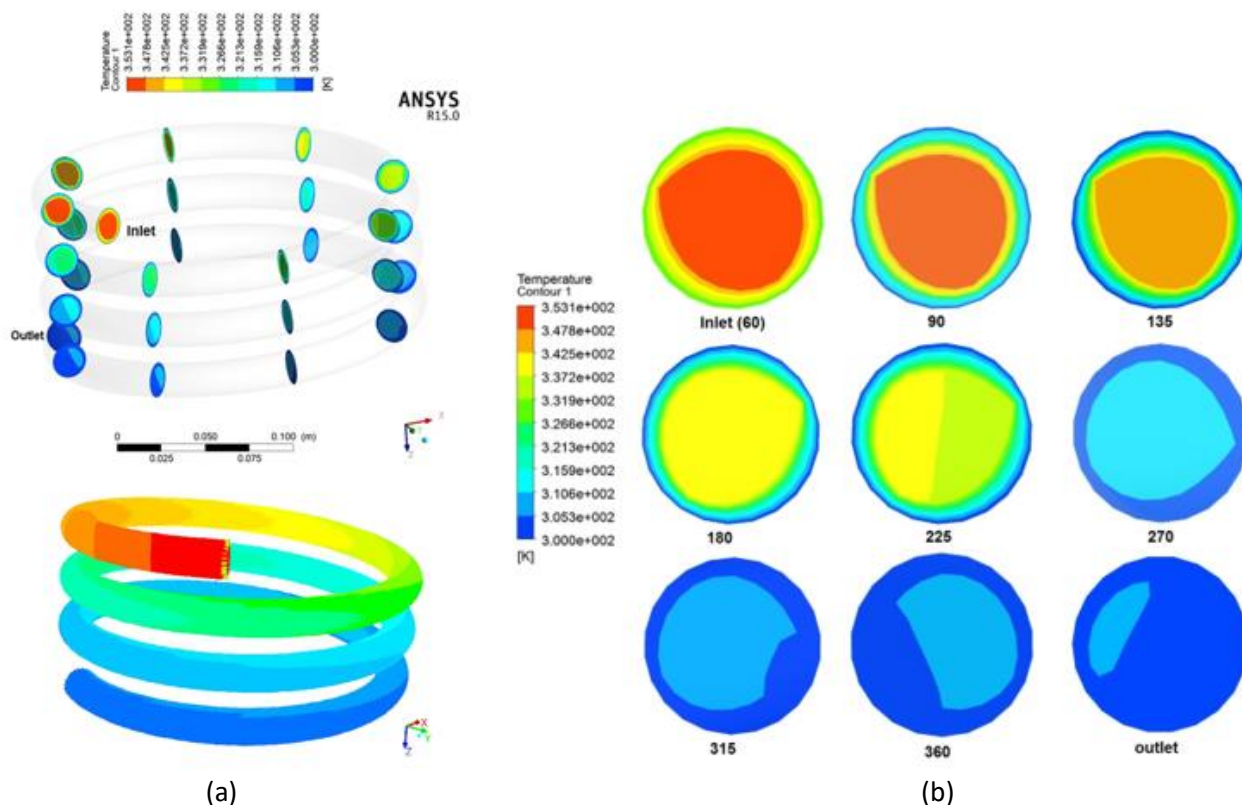 3.531e+002
3.478e+002
3.425e+002
3.372e+002
3.319e+002
3.266e+002
3.213e+002
3.159e+002
3.106e+002
3.053e+002
3.000e+002
Temperature
Contour 1
[K]
ANSYS
R15.0
Inlet
Outlet
0 0.050 0.100 (m)
0.025 0.075
X
Z
X
Y
Z
(a)
Temperature
Contour 1
3.531e+002
3.478e+002
3.425e+002
3.372e+002
3.319e+002
3.266e+002
3.213e+002
3.159e+002
3.106e+002
3.053e+002
3.000e+002
[K]
Inlet (60) 90 135
180 225 270
315 360 outlet
(b)